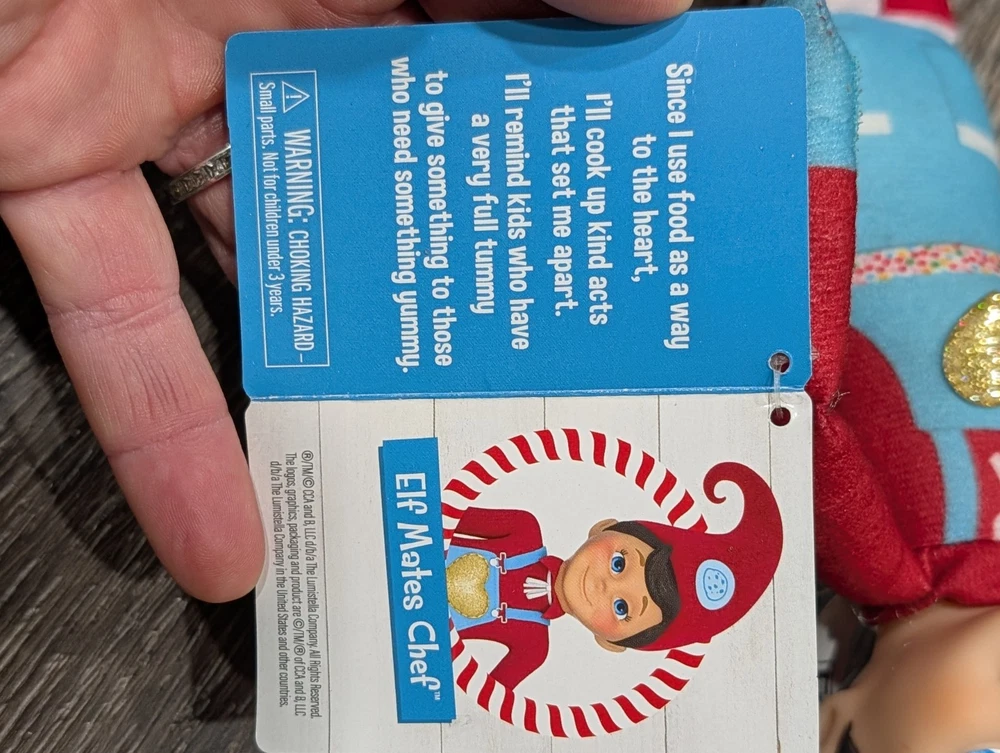 Since I use food as a way
to the heart,
I'll cook up kind acts
that set me apart.
I'll remind kids who have
a very full tummy
to give something to those
who need something yummy.
WARNING: CHOKING HAZARD–
Small parts. Not for children under 3 years.
Elf Mates Chef™
®/TM/© CCA and B, LLC d/b/a The Lumistella Company. All Rights Reserved.
The logos, graphics, packaging and product are ©/TM/® of CCA and B, LLC
d/b/a The Lumistella Company in the United States and other countries.